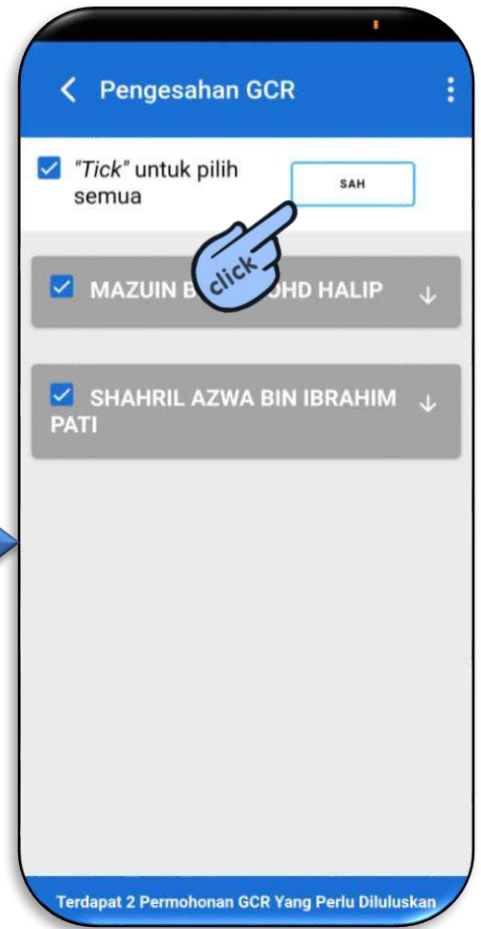 Pengesahan GCR
"Tick" untuk pilih
semua
SAH
click
MAZUIN HD HALIP
SHAHRIL AZWA BIN IBRAHIM
PATI
Terdapat 2 Permohonan GCR Yang Perlu Diluluskan